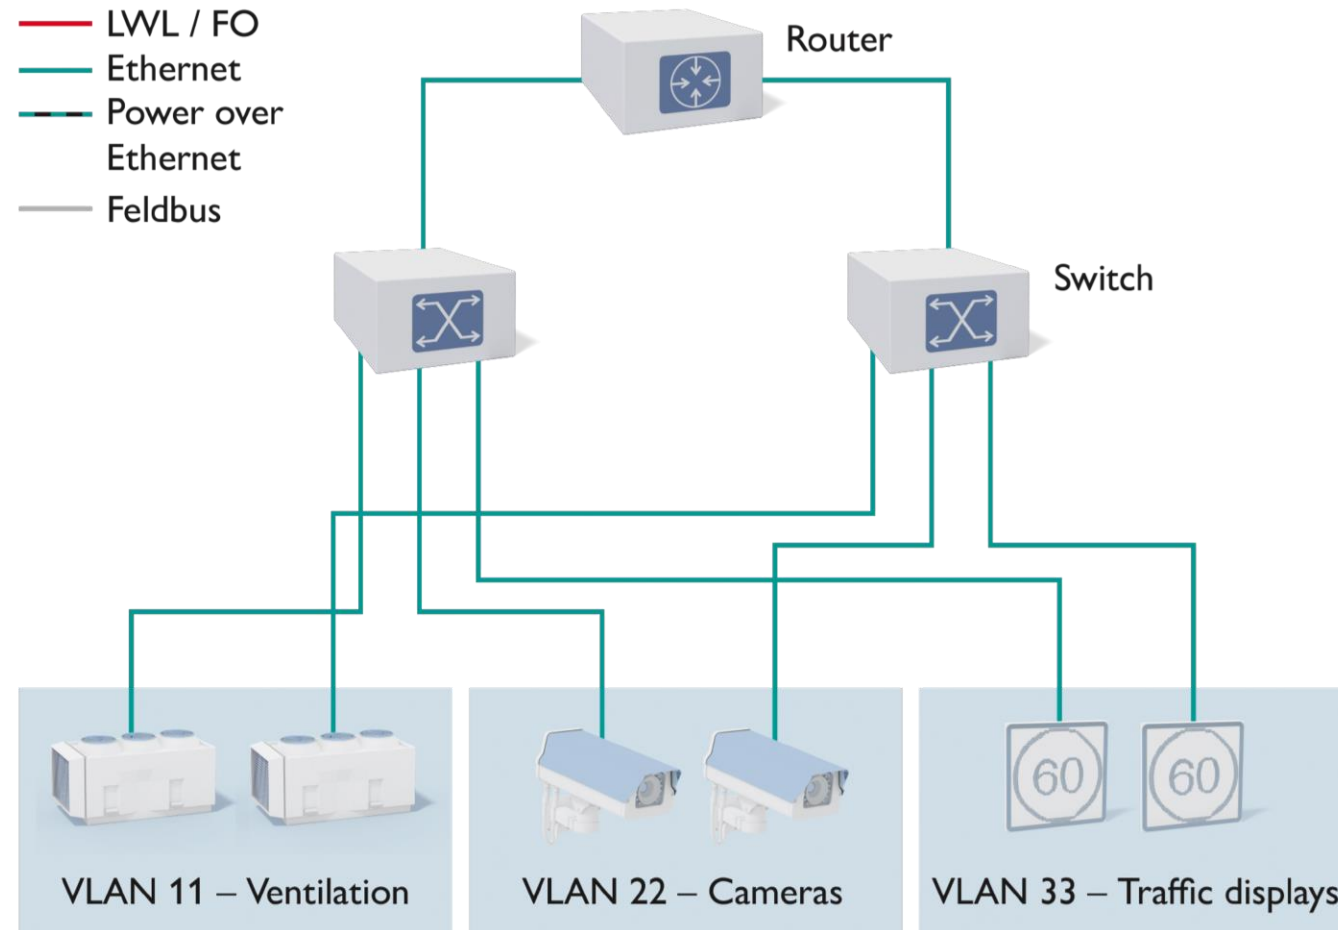 LWL / FO
Ethernet
Power over
Ethernet
Feldbus
Router
Switch
60
60
VLAN 11 – Ventilation
VLAN 22 – Cameras
VLAN 33 – Traffic displays